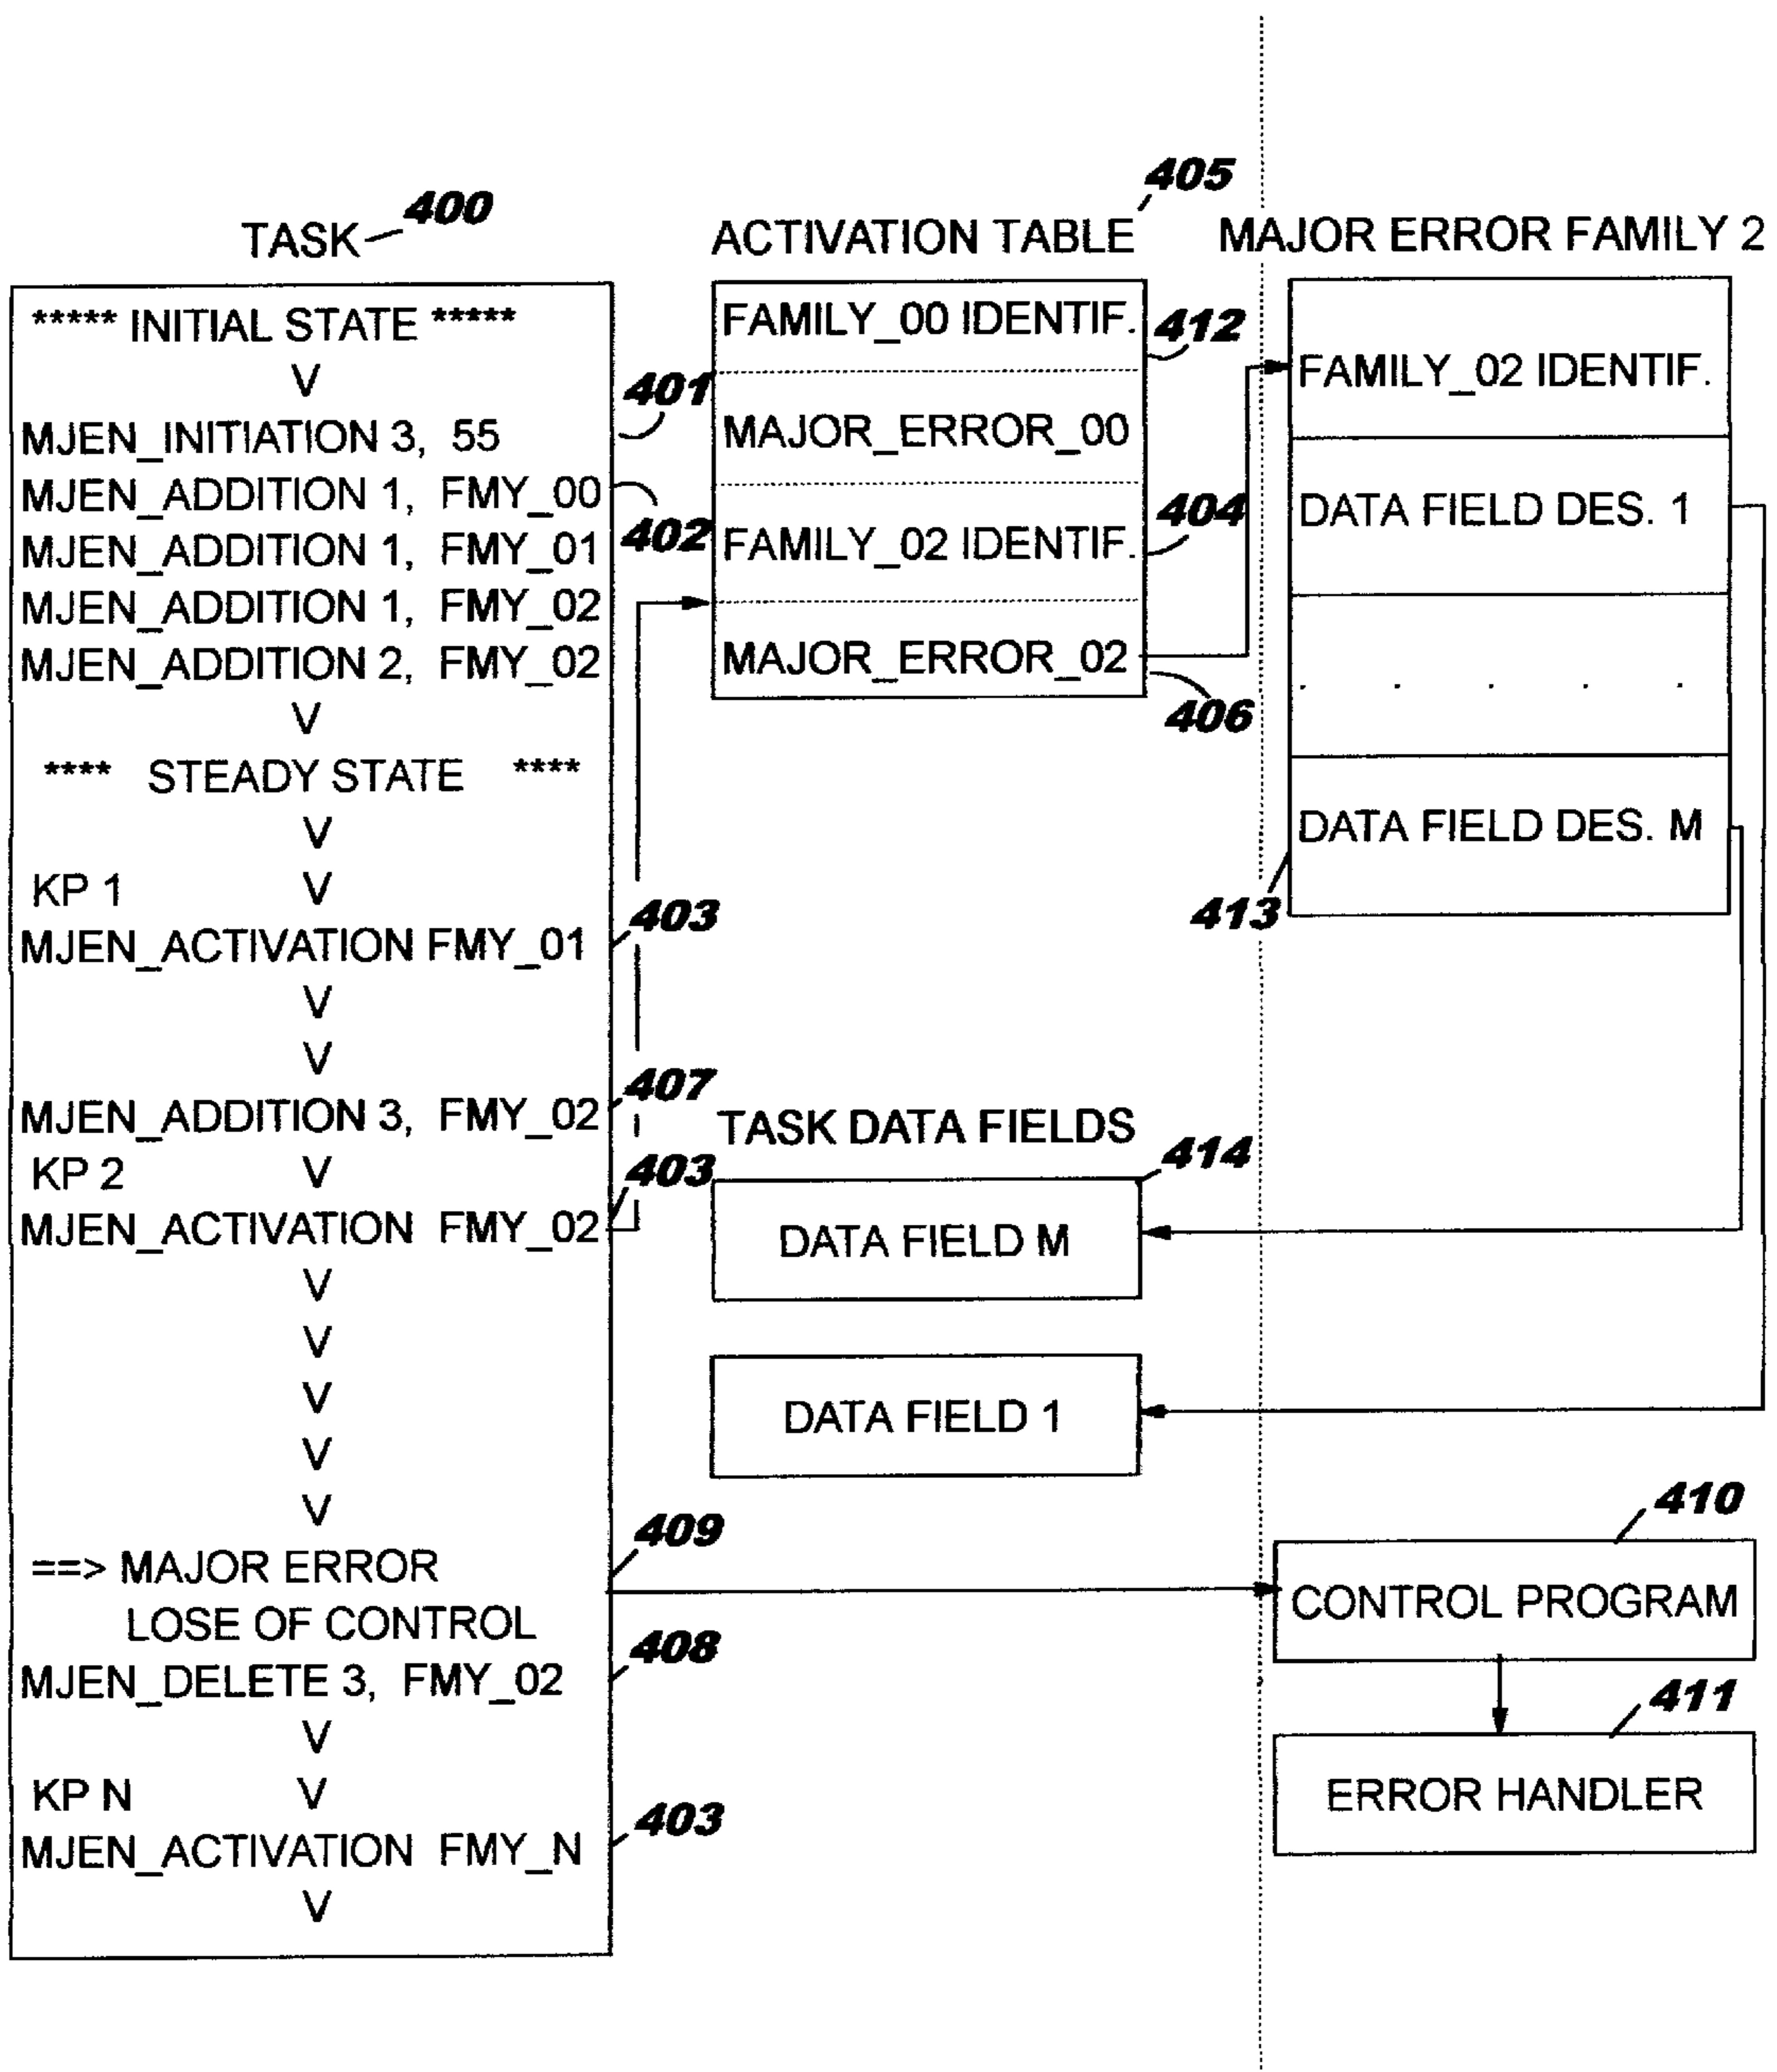 TASK 400
***** INITIAL STATE *****
V
MJEN_INITIATION 3, 55
401
MJEN_ADDITION 1, FMY_00
402
MJEN_ADDITION 1, FMY_01
MJEN_ADDITION 1, FMY_02
MJEN_ADDITION 2, FMY_02
V
**** STEADY STATE ****
V
KP 1 V
MJEN_ACTIVATION FMY_01
403
V
V
MJEN_ADDITION 3, FMY_02
407
KP 2 V
MJEN_ACTIVATION FMY_02
403
V
V
V
V
V
==> MAJOR ERROR
409
LOSE OF CONTROL
MJEN_DELETE 3, FMY_02
408
V
KP N V
MJEN_ACTIVATION FMY_N
403
V
405
ACTIVATION TABLE
FAMILY_00 IDENTIF.
412
MAJOR_ERROR_00
FAMILY_02 IDENTIF.
404
MAJOR_ERROR_02
406
MAJOR ERROR FAMILY 2
FAMILY_02 IDENTIF.
DATA FIELD DES. 1
. . . . .
DATA FIELD DES. M
413
TASK DATA FIELDS
414
DATA FIELD M
DATA FIELD 1
410
CONTROL PROGRAM
411
ERROR HANDLER